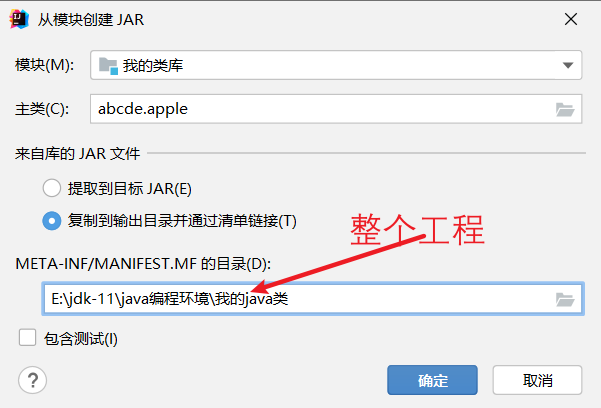 从模块创建 JAR
模块(M):
我的类库
主类(C):
abcde.apple
来自库的 JAR 文件
提取到目标 JAR(E)
复制到输出目录并通过清单链接(T)
整个工程
META-INF/MANIFEST.MF 的目录(D):
E:\jdk-11\java编程环境\我的java类
包含测试(I)
?
确定
取消